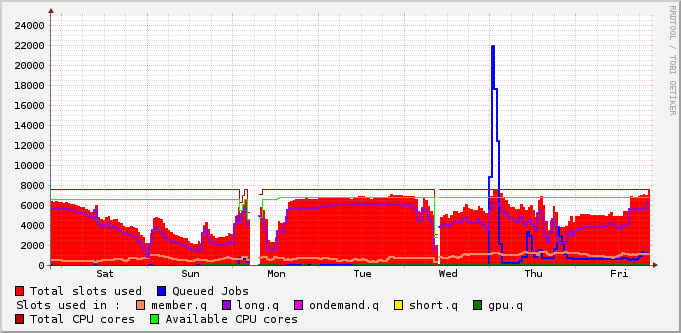 RRDTOOL / TOBI OETIKER
24000
22000
20000
18000
16000
14000
12000
10000
8000
6000
4000
2000
0
Sat Sun Mon Tue Wed Thu Fri
Total slots used Queued Jobs
Slots used in : member.q long.q ondemand.q short.q gpu.q
Total CPU cores Available CPU cores